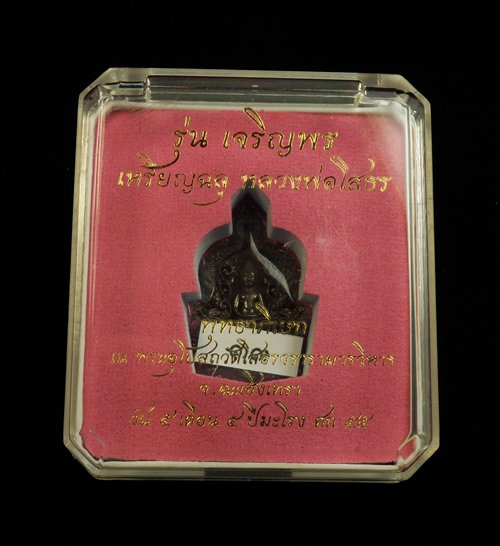 รุ่น เจริญพร
เหรียญฉลุ หลวงพ่อโสธร
พุทธาภิเษก
ณ พระอุโบสถวัดโสธรวรารามวรวิหาร
จ.ฉะเชิงเทรา
วัน ๕ เดือน ๕ ปีมะโรง ศก ๕๕